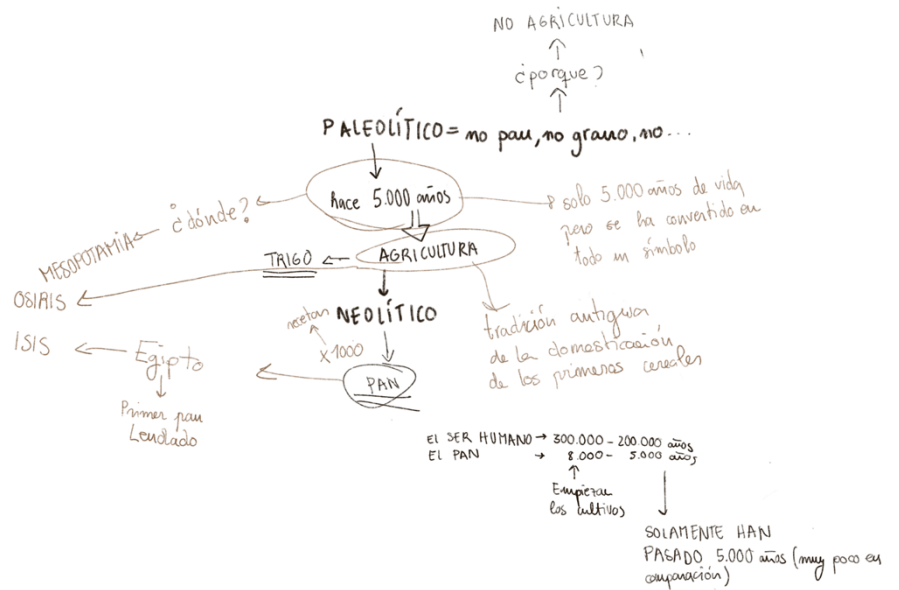 NO AGRICULTURA
¿porque?
PALEOLÍTICO = no pan, no grano, no...
hace 5.000 años
¿dónde?
MESOPOTAMIA
solo 5.000 años de vida
pero se ha convertido en
todo un símbolo
TRIGO
AGRICULTURA
OSIRIS
NEOLÍTICO
tradición antigua
de la domesticación
de los primeros cereales
ISIS
Egipto
X1000
PAN
Primer pan
Leudado
El SER HUMANO → 300.000 - 200.000 años
EL PAN → 8.000 - 5.000 años
Empiezan
los cultivos
SOLAMENTE HAN
PASADO 5.000 años (muy poco en
comparación)